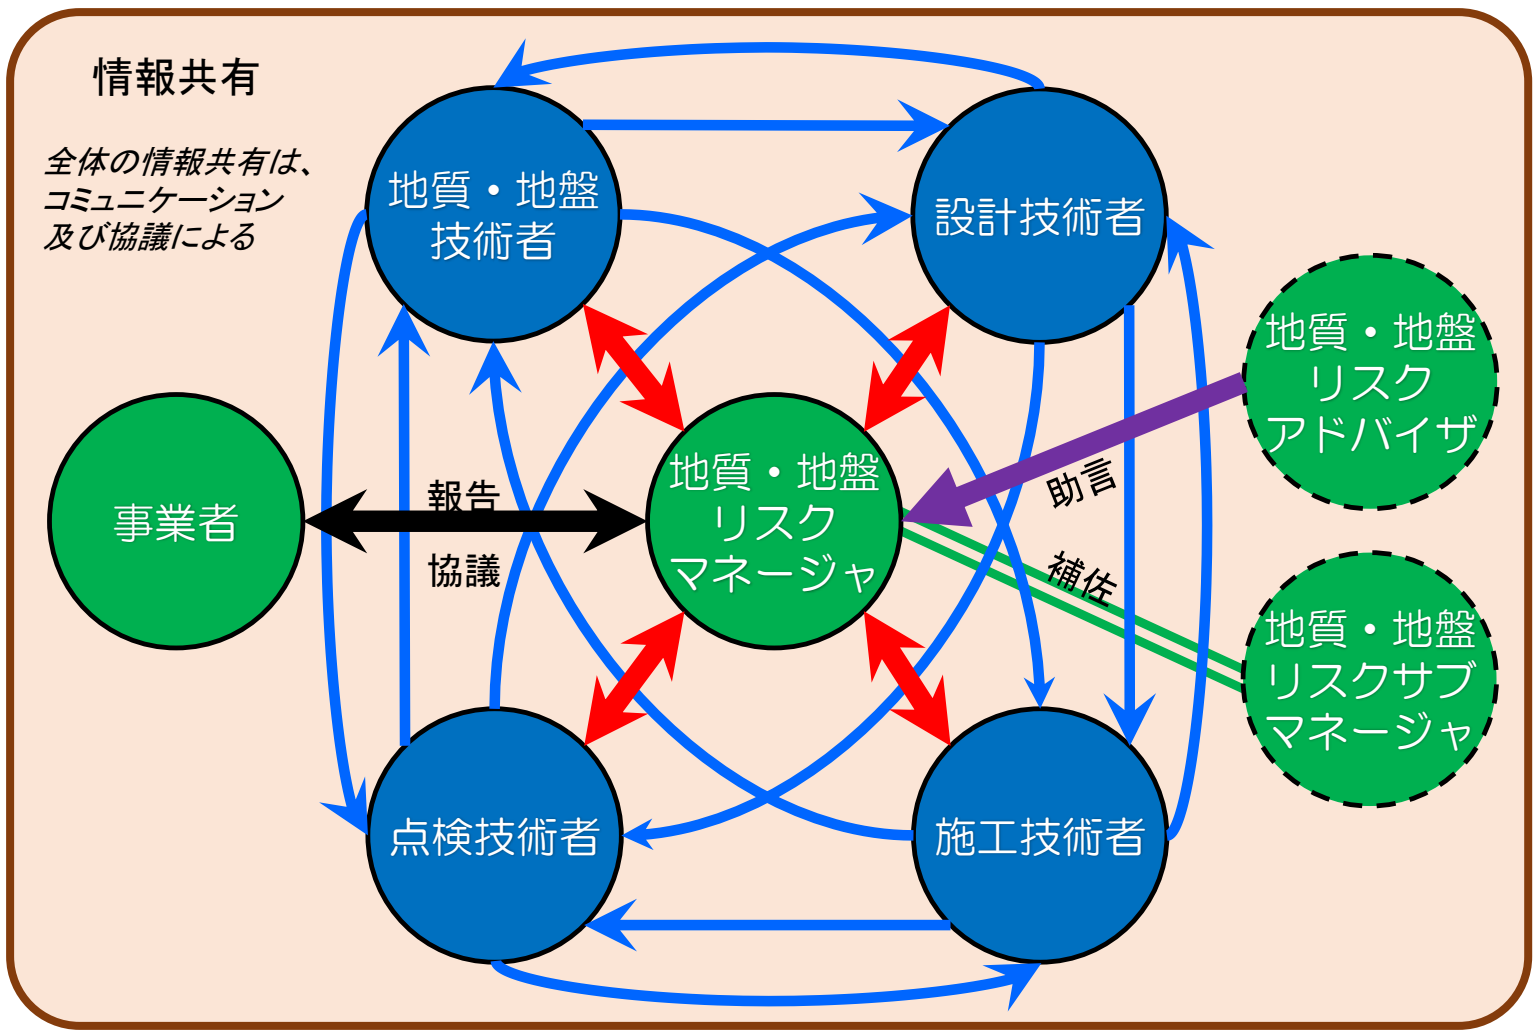 情報共有
全体の情報共有は、
コミュニケーション
及び協議による
地質・地盤
技術者
設計技術者
地質・地盤
リスク
アドバイザ
事業者
報告
協議
地質・地盤
リスク
マネージャ
助言
補佐
地質・地盤
リスクサブ
マネージャ
点検技術者
施工技術者